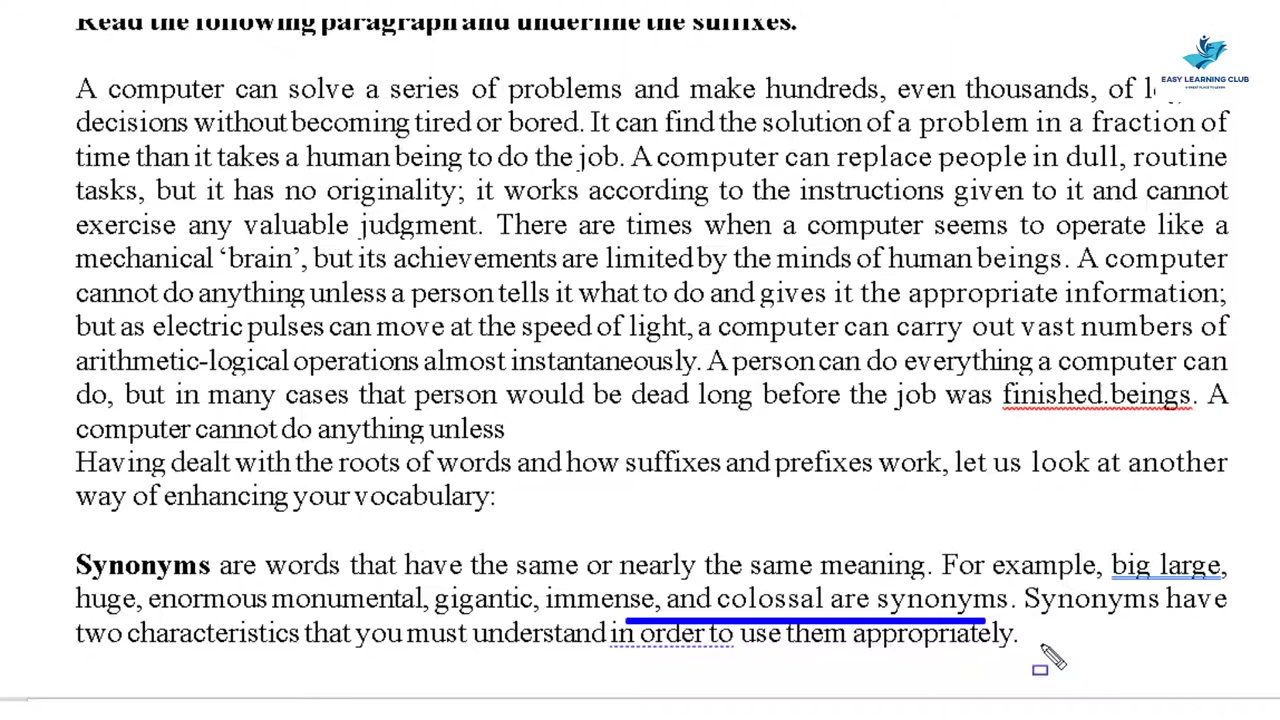 Read the following paragraph and underline the suffixes.
EASY LEARNING CLUB
A GREAT PLACE TO LEARN
A computer can solve a series of problems and make hundreds, even thousands, of
decisions without becoming tired or bored. It can find the solution of a problem in a fraction of
time than it takes a human being to do the job. A computer can replace people in dull, routine
tasks, but it has no originality; it works according to the instructions given to it and cannot
exercise any valuable judgment. There are times when a computer seems to operate like a
mechanical ‘brain’, but its achievements are limited by the minds of human beings. A computer
cannot do anything unless a person tells it what to do and gives it the appropriate information;
but as electric pulses can move at the speed of light, a computer can carry out vast numbers of
arithmetic-logical operations almost instantaneously. A person can do everything a computer can
do, but in many cases that person would be dead long before the job was finished.beings. A
computer cannot do anything unless
Having dealt with the roots of words and how suffixes and prefixes work, let us look at another
way of enhancing your vocabulary:
Synonyms are words that have the same or nearly the same meaning. For example, big large,
huge, enormous monumental, gigantic, immense, and colossal are synonyms. Synonyms have
two characteristics that you must understand in order to use them appropriately.